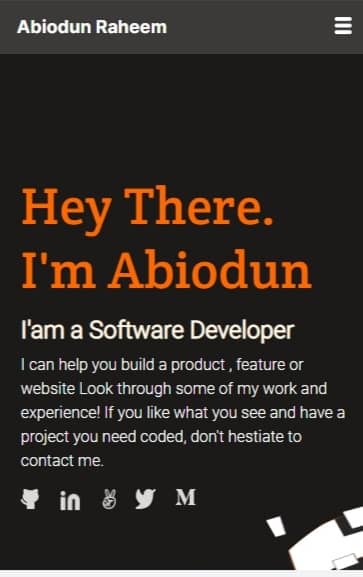 Abiodun Raheem
Hey There.
I'm Abiodun
I'am a Software Developer
I can help you build a product , feature or
website Look through some of my work and
experience! If you like what you see and have a
project you need coded, don't hestiate to
contact me.